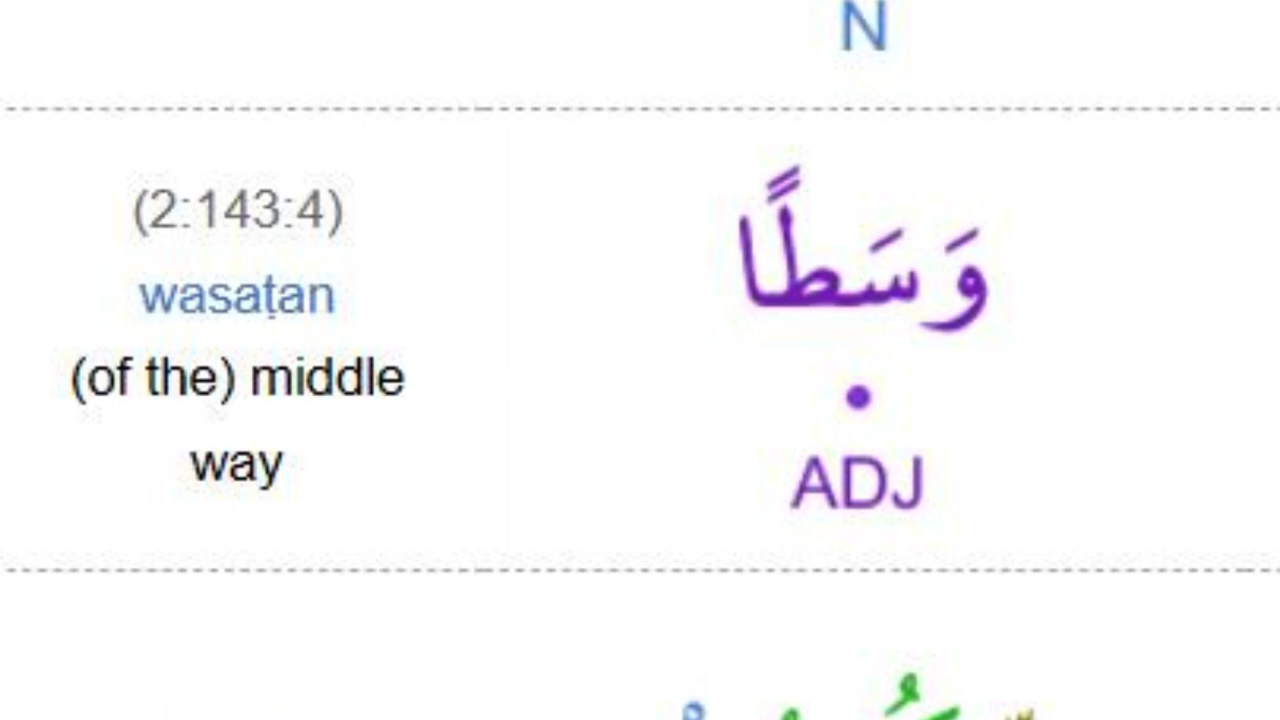 N
(2:143:4)
wasaṭan
(of the) middle
way
وَسَطًا
ADJ